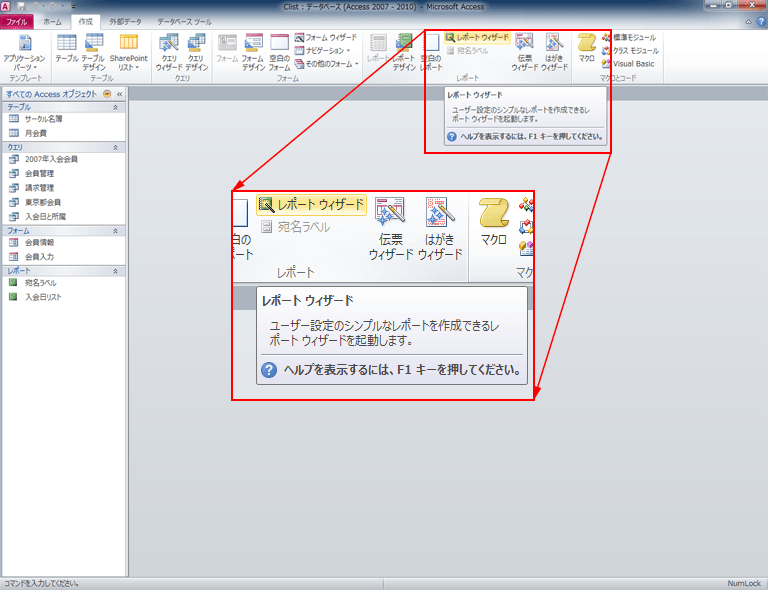 Clist : データベース (Access 2007 - 2010) - Microsoft Access
ファイル ホーム 作成 外部データ データベース ツール
アプリケーション パーツ
テーブル
テーブル デザイン
SharePoint リスト
クエリ ウィザード
クエリ デザイン
フォーム
フォーム デザイン
空白の フォーム
フォーム ウィザード
ナビゲーション
その他のフォーム
レポート
レポート デザイン
空白の レポート
レポート ウィザード
宛名ラベル
伝票 ウィザード
はがき ウィザード
マクロ
標準モジュール
クラス モジュール
Visual Basic
テンプレート テーブル クエリ フォーム レポート マクロとコード
レポート ウィザード
ユーザー設定のシンプルなレポートを作成できるレ
ポート ウィザードを起動します。
ヘルプを表示するには、F1 キーを押してください。
すべての Access オブジェクト
テーブル
サークル名簿
月会費
クエリ
2007年入会会員
会員管理
請求管理
東京都会員
入会日と所属
フォーム
会員情報
会員入力
レポート
宛名ラベル
入会日リスト
レポート ウィザード
宛名ラベル
白の
ート
伝票
ウィザード
はがき
ウィザード
マクロ
レポート
マク
レポート ウィザード
ユーザー設定のシンプルなレポートを作成できるレ
ポート ウィザードを起動します。
ヘルプを表示するには、F1 キーを押してください。
コマンドを入力してください。
NumLock